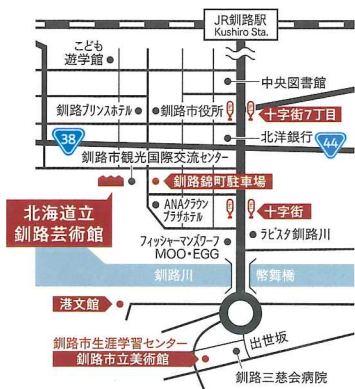 JR釧路駅
Kushiro Sta.
こども
遊学館
中央図書館
釧路プリンスホテル
釧路市役所
十字街7丁目
38
北洋銀行
44
釧路市観光国際交流センター
釧路錦町駐車場
北海道立
釧路芸術館
ANAクラウン
プラザホテル
十字街
フィッシャーマンズワーフ
MOO・EGG
ラビスタ釧路川
釧路川
幣舞橋
港文館
釧路市生涯学習センター
釧路市立美術館
出世坂
釧路三慈会病院